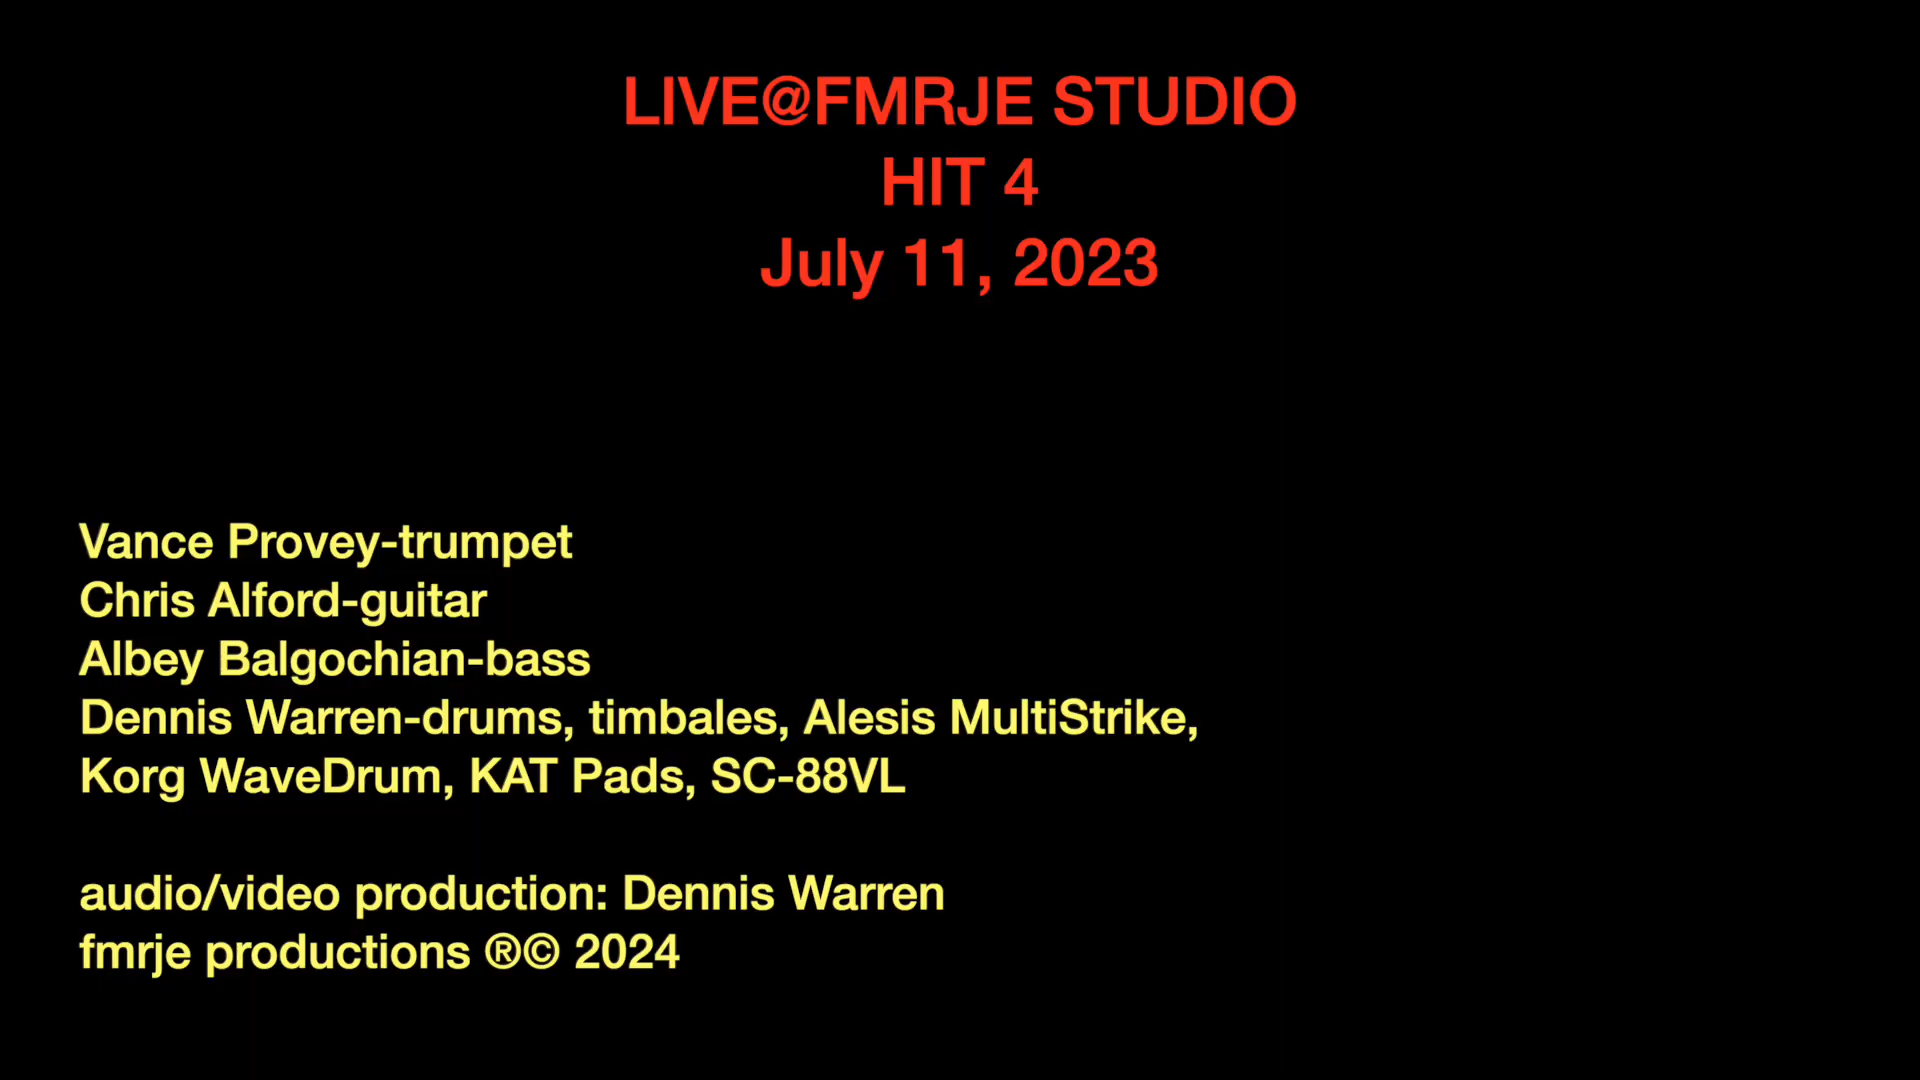 LIVE@FMRJE STUDIO
HIT 4
July 11, 2023
Vance Provey-trumpet
Chris Alford-guitar
Albey Balgochian-bass
Dennis Warren-drums, timbales, Alesis MultiStrike,
Korg WaveDrum, KAT Pads, SC-88VL
audio/video production: Dennis Warren
fmrje productions ®© 2024